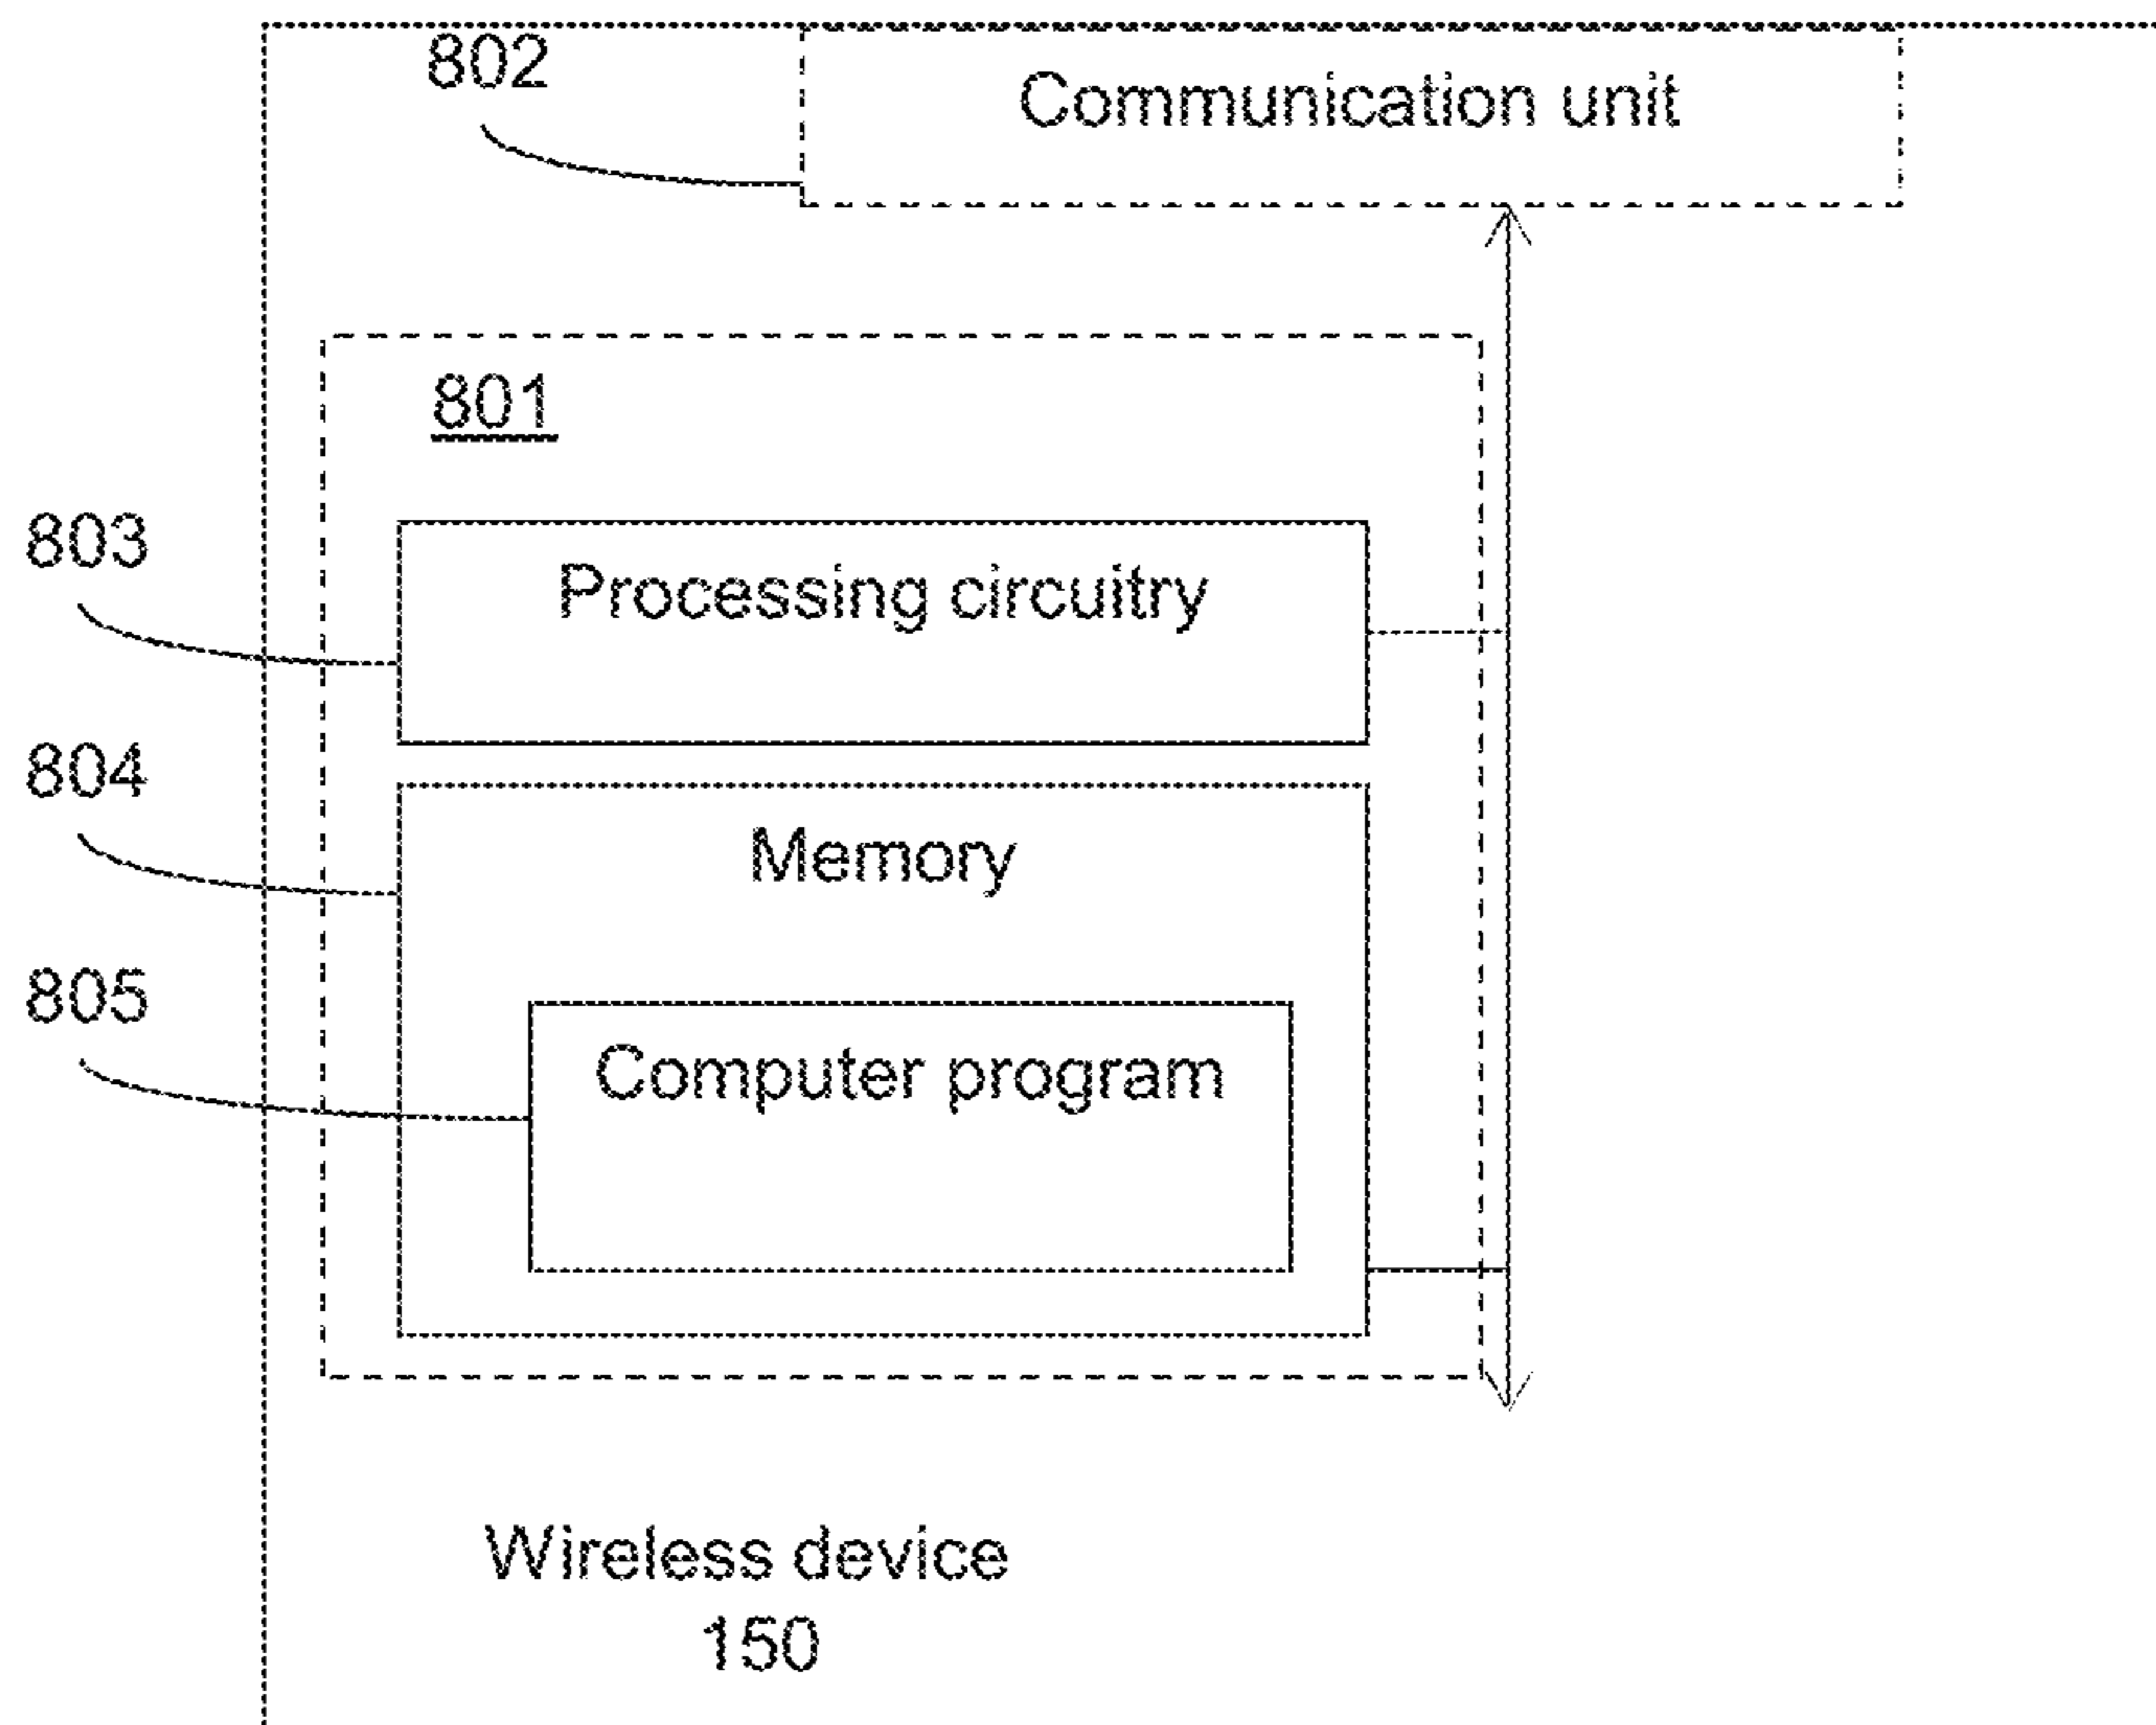 802
Communication unit
801
803
Processing circuitry
804
Memory
805
Computer program
Wireless device
150